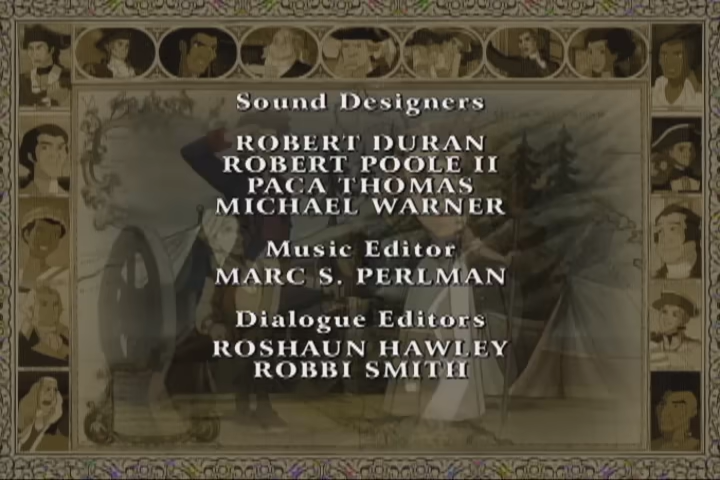 Sound Designers
ROBERT DURAN
ROBERT POOLE II
PACA THOMAS
MICHAEL WARNER
Music Editor
MARC S. PERLMAN
Dialogue Editors
ROSHAUN HAWLEY
ROBBI SMITH